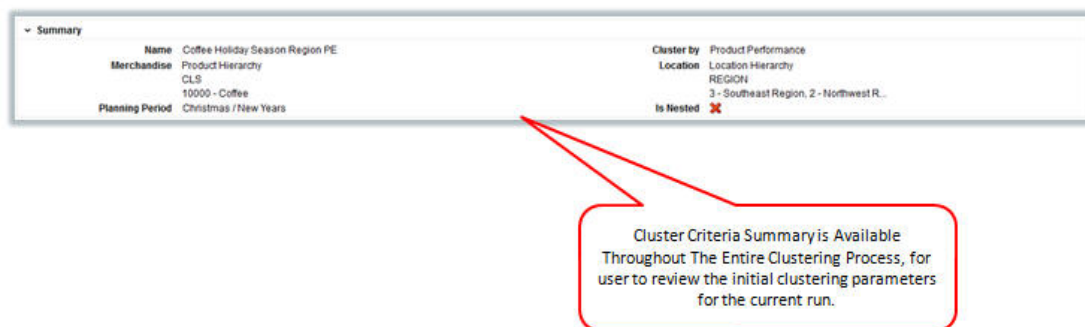 Summary
Name Coffee Holiday Season Region PE Cluster by Product Performance
Merchandise Product Hierarchy Location Location Hierarchy
CLS REGION
10000 - Coffee 3 - Southeast Region, 2 - Northwest R...
Planning Period Christmas / New Years Is Nested
Cluster Criteria Summary is Available
Throughout The Entire Clustering Process, for
user to review the initial clustering parameters
for the current run.